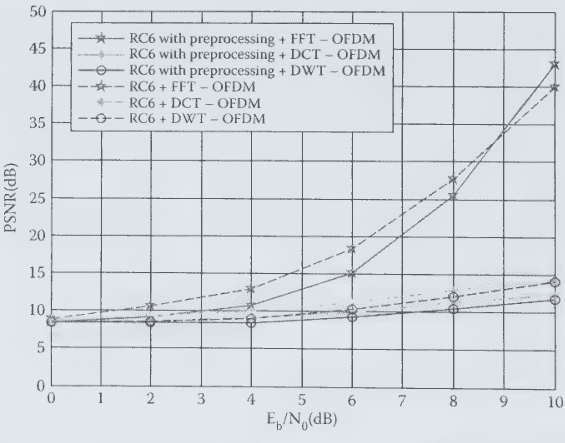 50
45
40
35
30
25
20
15
10
5
0
PSNR(dB)
RC6 with preprocessing + FFT – OFDM
RC6 with preprocessing + DCT – OFDM
RC6 with preprocessing + DWT – OFDM
RC6 + FFT – OFDM
RC6 + DCT – OFDM
RC6 + DWT – OFDM
0 1 2 3 4 5 6 7 8 9 10
E_b/N_0(dB)